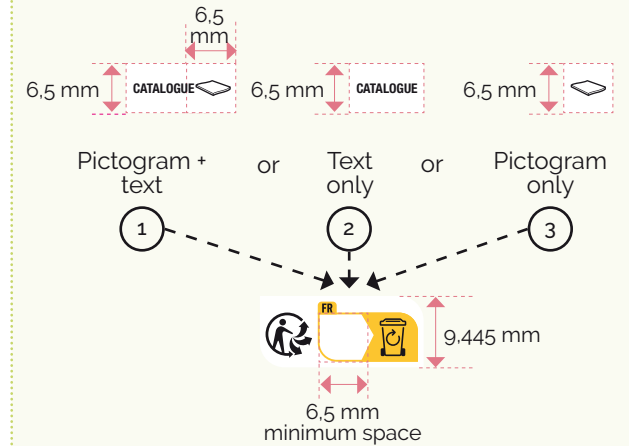 6,5
mm
6,5 mm CATALOGUE 6,5 mm CATALOGUE 6,5 mm
Pictogram +
text
or
Text
only
or
Pictogram
only
1 2 3
FR
9,445 mm
6,5 mm
minimum space